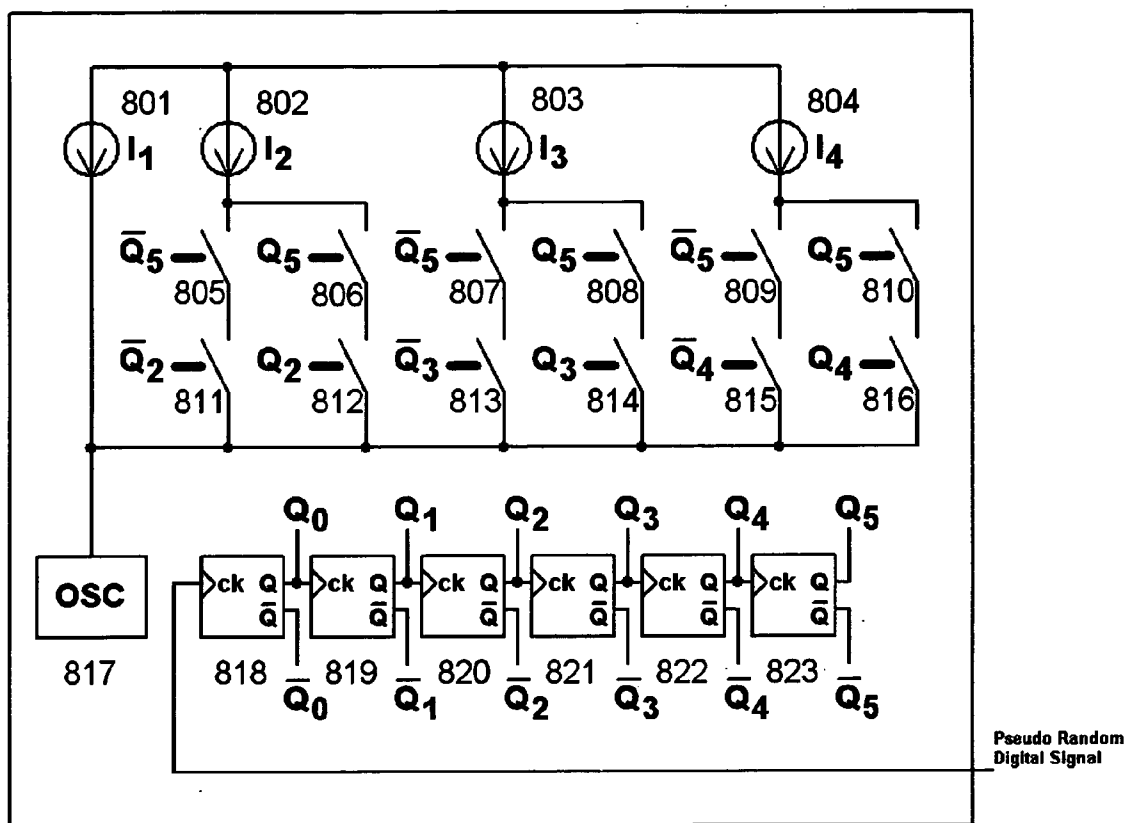 801 802 803 804
I1 I2 I3 I4
Q̅5 Q5 Q̅5 Q5 Q̅5 Q5
805 806 807 808 809 810
Q̅2 Q2 Q̅3 Q3 Q̅4 Q4
811 812 813 814 815 816
Q0 Q1 Q2 Q3 Q4 Q5
OSC ck Q ck Q ck Q ck Q ck Q ck Q
Q̅ Q̅ Q̅ Q̅ Q̅ Q̅
817 818 819 820 821 822 823
Q̅0 Q̅1 Q̅2 Q̅3 Q̅4 Q̅5
Pseudo Random
Digital Signal